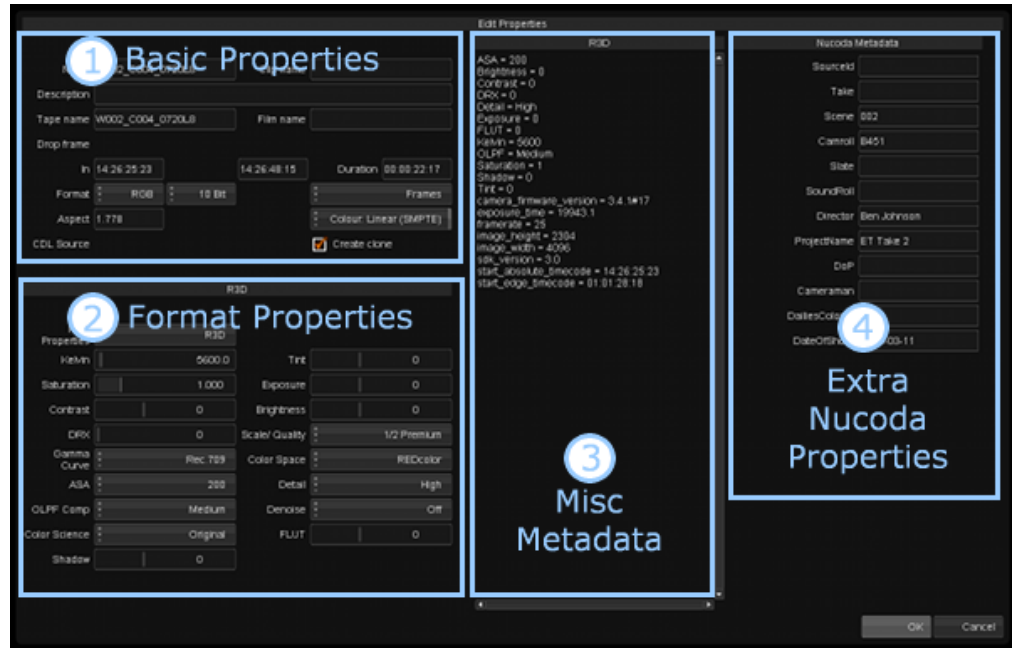 Edit Properties
1 Basic Properties
Description
Tape name W002_C004_0720L8 Film name
Drop frame
In 14:26:25:23 14:26:48:15 Duration 00:00:22:17
Format RGB 10 Bit Frames
Aspect 1.778 Colour: Linear (SMPTE)
CDL Source Create clone
R3D
2 Format Properties
Properties R3D
Kelvin 5600.0 Tint 0
Saturation 1.000 Exposure 0
Contrast 0 Brightness 0
DRX 0 Scale/ Quality 1/2 Premium
Gamma Curve Rec.709 Color Space REDcolor
ASA 200 Detail High
OLPF Comp Medium Denoise Off
Color Science Original FLUT 0
Shadow 0
R3D
ASA = 200
Brightness = 0
Contrast = 0
DRX = 0
Detail = High
Exposure = 0
FLUT = 0
Kelvin = 5600
OLPF = Medium
Saturation = 1
Shadow = 0
Tint = 0
camera_firmware_version = 3.4.1#17
exposure_time = 19943.1
framerate = 25
image_height = 2304
image_width = 4096
sdk_version = 3.0
start_absolute_timecode = 14:26:25:23
start_edge_timecode = 01:01:28:18
3
Misc
Metadata
Nucoda Metadata
SourceId
Take
Scene 002
Camroll B451
Slate
SoundRoll
Director Ben Johnson
ProjectName ET Take 2
DoP
Cameraman
4
Extra
Nucoda
Properties
OK Cancel